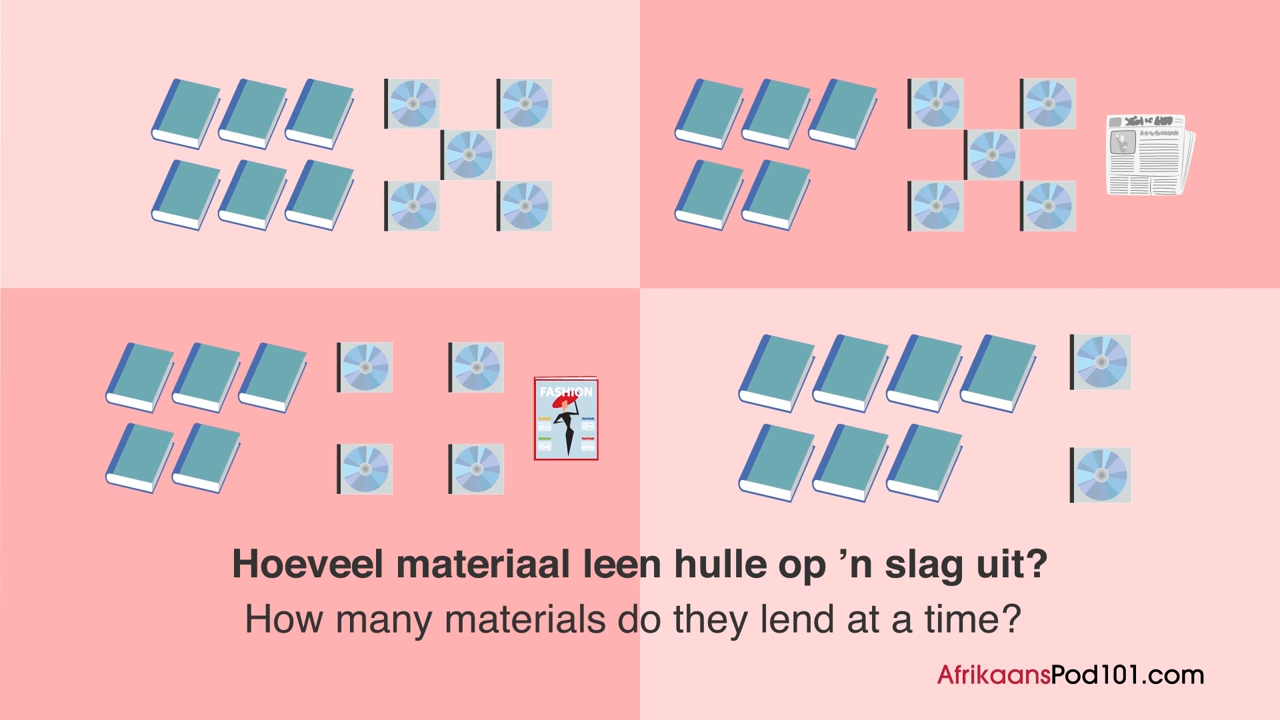 FASHION
Hoeveel materiaal leen hulle op ’n slag uit?
How many materials do they lend at a time?
AfrikaansPod101.com